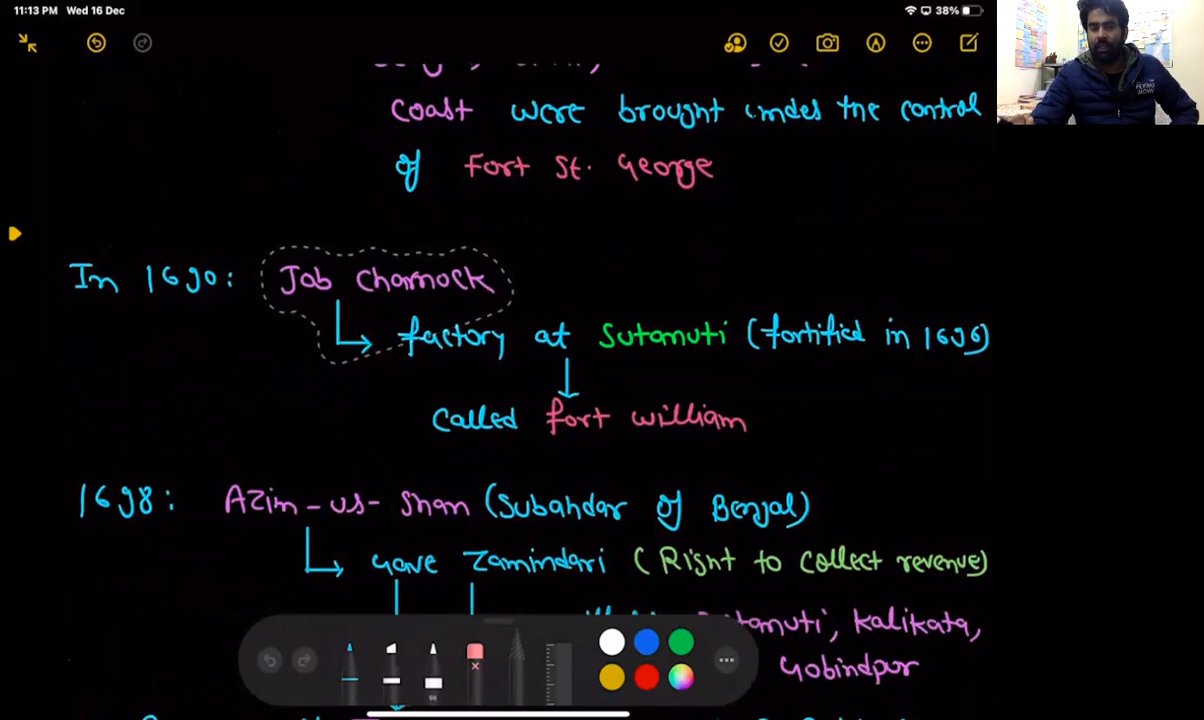 11:13 PM Wed 16 Dec 38%
coast were brought under the control
of Fort St. George
In 1690: Job Charnock
factory at Sutanuti (fortified in 1696)
called fort william
1698: Azim-us-Shan (Subahdar of Bengal)
gave Zamindari (Right to collect revenue)
Kalikata,
Gobindpur